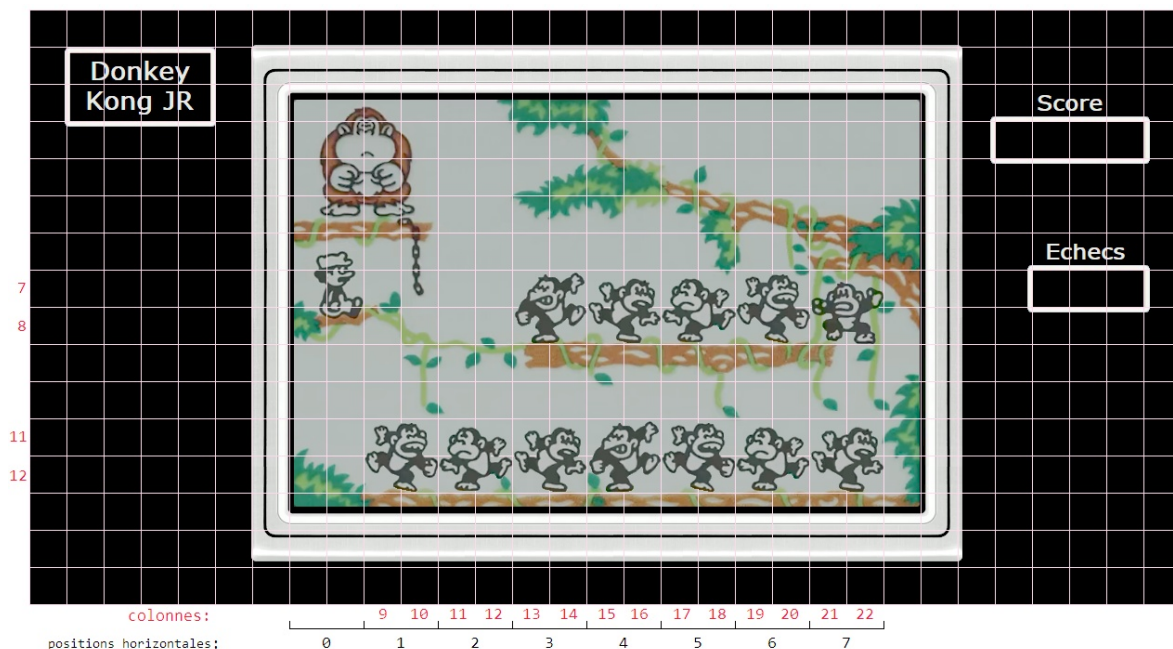 Donkey
Kong JR
Score
Echecs
7
8
11
12
colonnes: 9 10 11 12 13 14 15 16 17 18 19 20 21 22
positions horizontales: 0 1 2 3 4 5 6 7